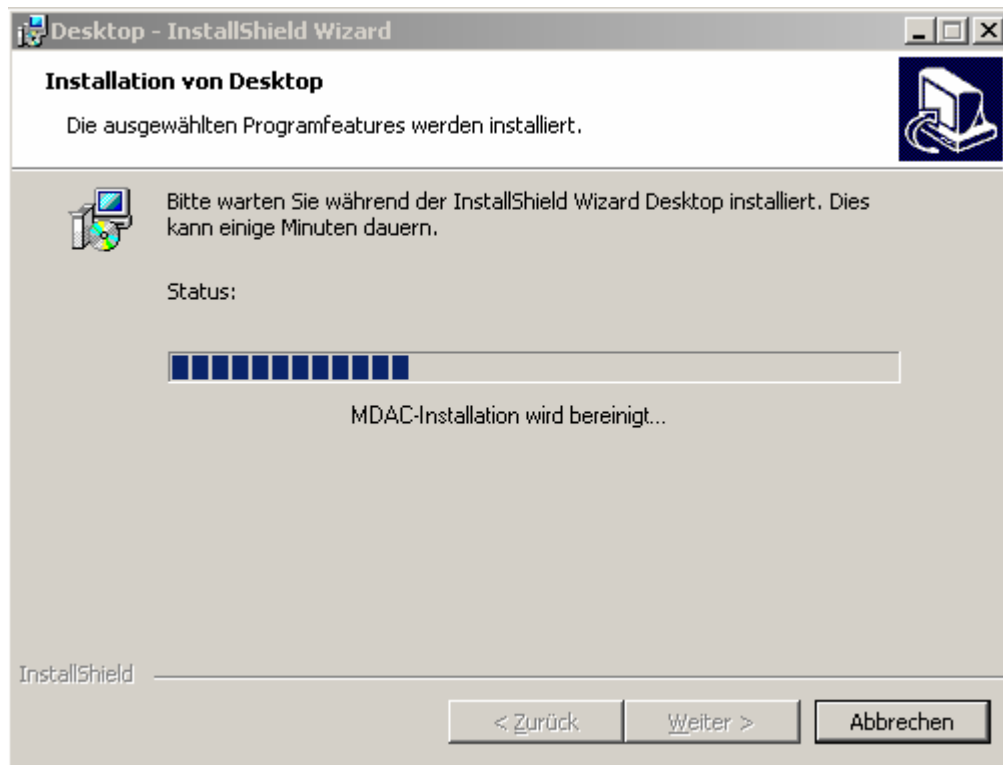 Desktop - InstallShield Wizard
Installation von Desktop
Die ausgewählten Programfeatures werden installiert.
Bitte warten Sie während der InstallShield Wizard Desktop installiert. Dies
kann einige Minuten dauern.
Status:
MDAC-Installation wird bereinigt...
InstallShield
< Zurück
Weiter >
Abbrechen